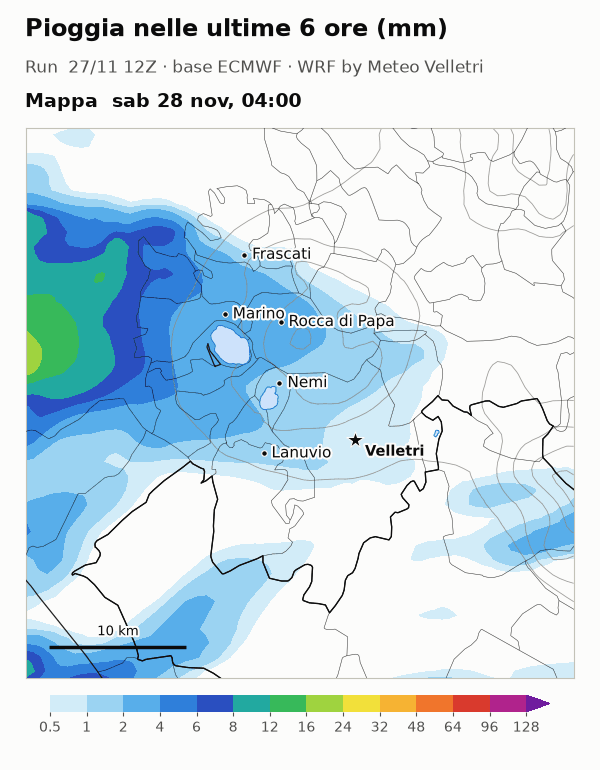 Pioggia nelle ultime 6 ore (mm)
Run  27/11 12Z · base ECMWF · WRF by Meteo Velletri
Mappa  sab 28 nov, 04:00
Frascati
Marino
Rocca di Papa
Nemi
Velletri
Lanuvio
10 km
0.5 1 2 4 6 8 12 16 24 32 48 64 96 128